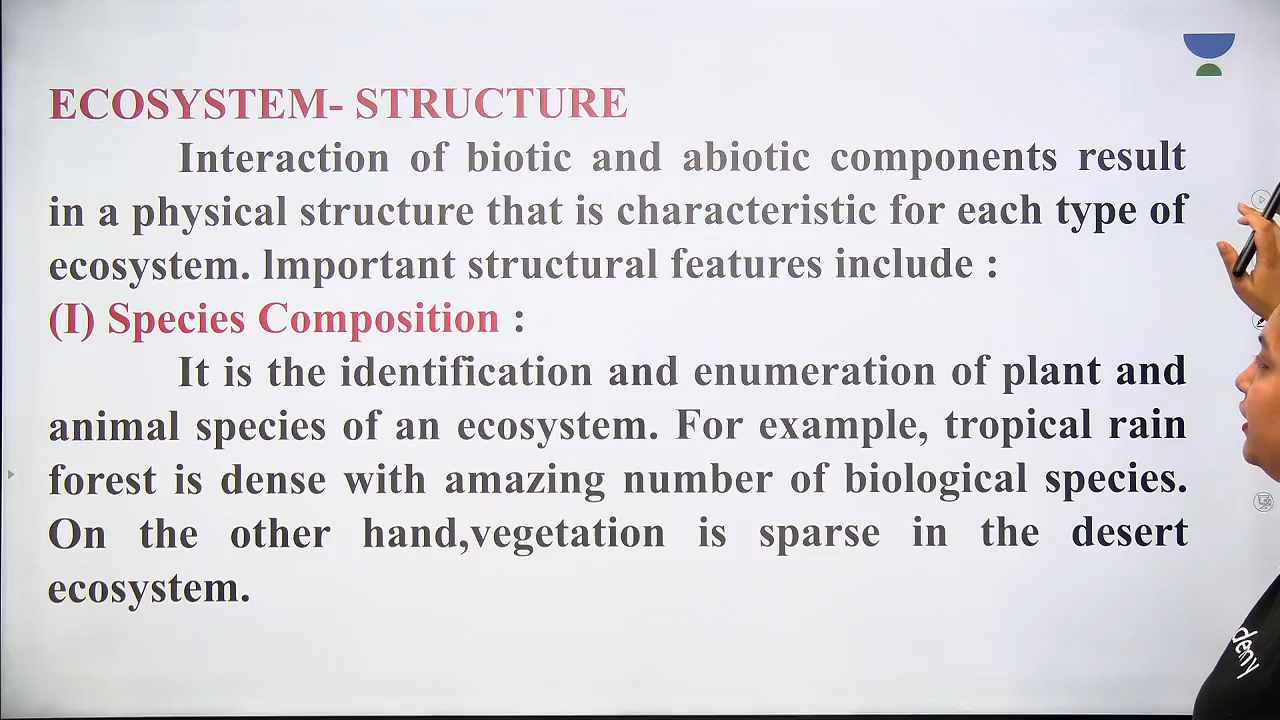 ECOSYSTEM- STRUCTURE
Interaction of biotic and abiotic components result
in a physical structure that is characteristic for each type of
ecosystem. Important structural features include :
(I) Species Composition :
It is the identification and enumeration of plant and
animal species of an ecosystem. For example, tropical rain
forest is dense with amazing number of biological species.
On the other hand,vegetation is sparse in the desert
ecosystem.
deny